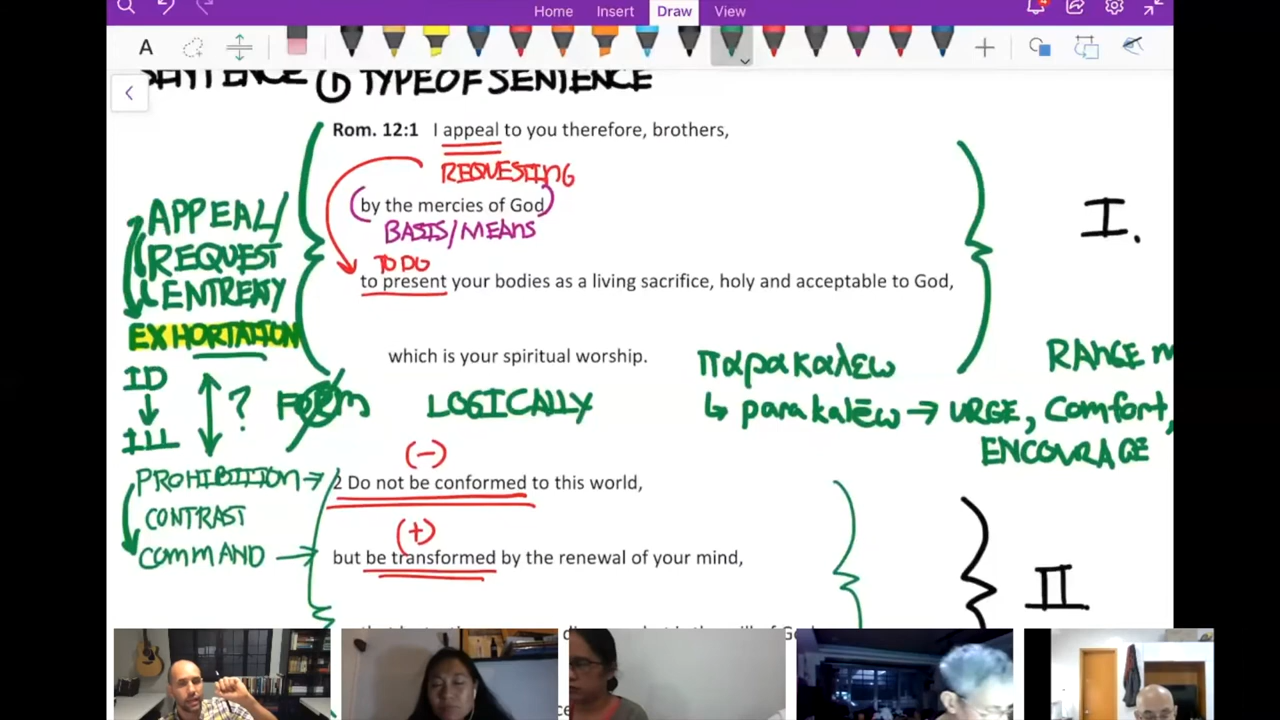 Home Insert Draw View
A
SENTENCE ① TYPE OF SENTENCE
Rom. 12:1 I appeal to you therefore, brothers,
REQUESTING
by the mercies of God
BASIS/MEANS
TO DO
to present your bodies as a living sacrifice, holy and acceptable to God,
which is your spiritual worship.
APPEAL/
REQUEST
ENTREATY
EXHORTATION
I.
ID
ILL
?
FORM
LOGICALLY
παρακαλεω
parakaleō → URGE, Comfort,
ENCOURAGE
RANGE
(-)
PROHIBITION → 2 Do not be conformed to this world,
CONTRAST
(+)
COMMAND → but be transformed by the renewal of your mind,
II